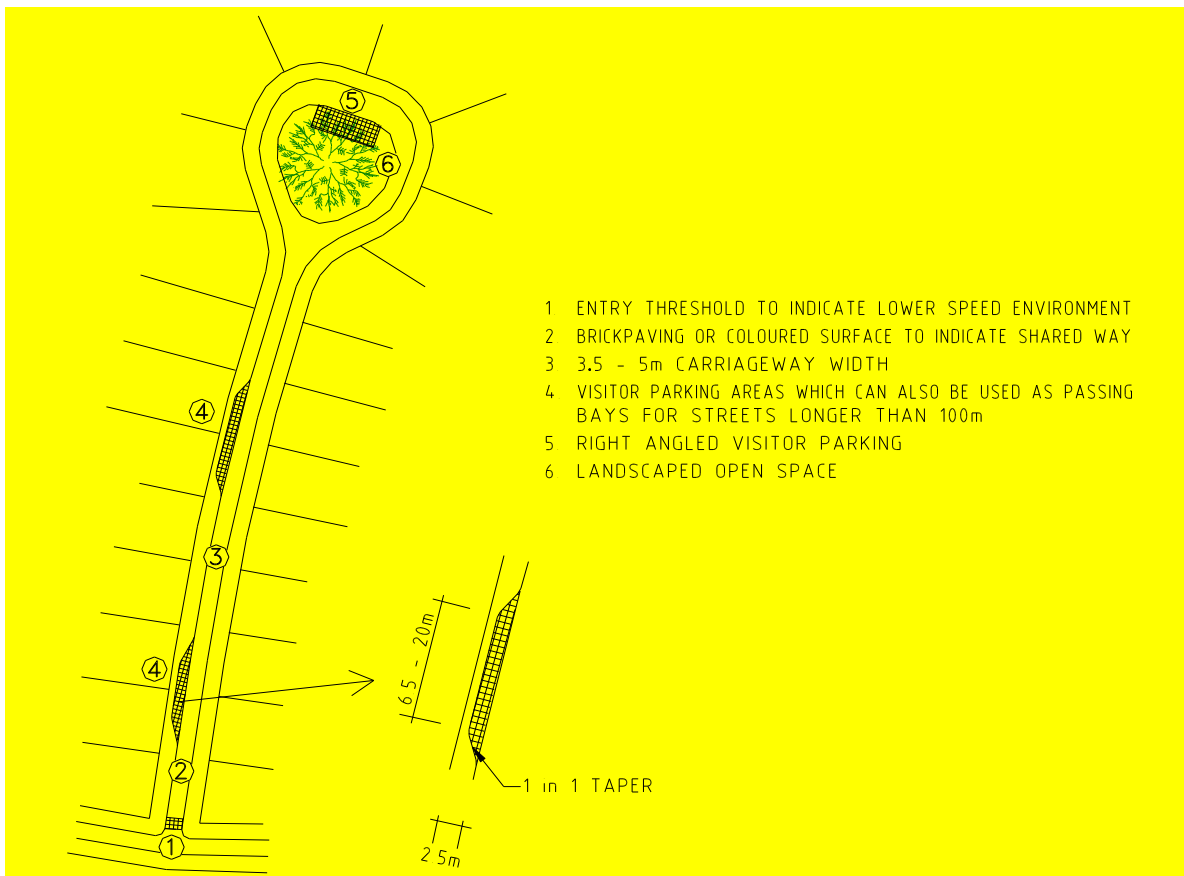 5
6
1 ENTRY THRESHOLD TO INDICATE LOWER SPEED ENVIRONMENT
2 BRICKPAVING OR COLOURED SURFACE TO INDICATE SHARED WAY
3 3.5 - 5m CARRIAGEWAY WIDTH
4 VISITOR PARKING AREAS WHICH CAN ALSO BE USED AS PASSING
BAYS FOR STREETS LONGER THAN 100m
5 RIGHT ANGLED VISITOR PARKING
6 LANDSCAPED OPEN SPACE
4
3
6 5 - 20m
4
2
1 in 1 TAPER
1
2 5m